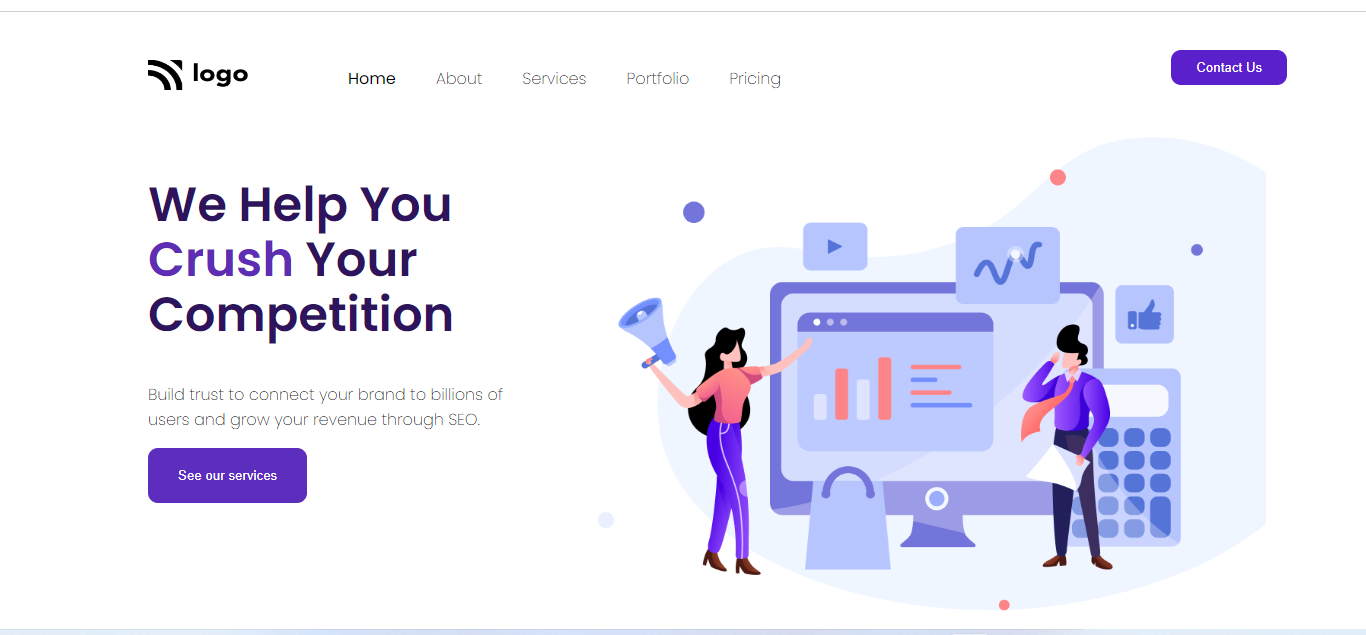 logo
Home About Services Portfolio Pricing
Contact Us
We Help You
Crush Your
Competition
Build trust to connect your brand to billions of
users and grow your revenue through SEO.
See our services